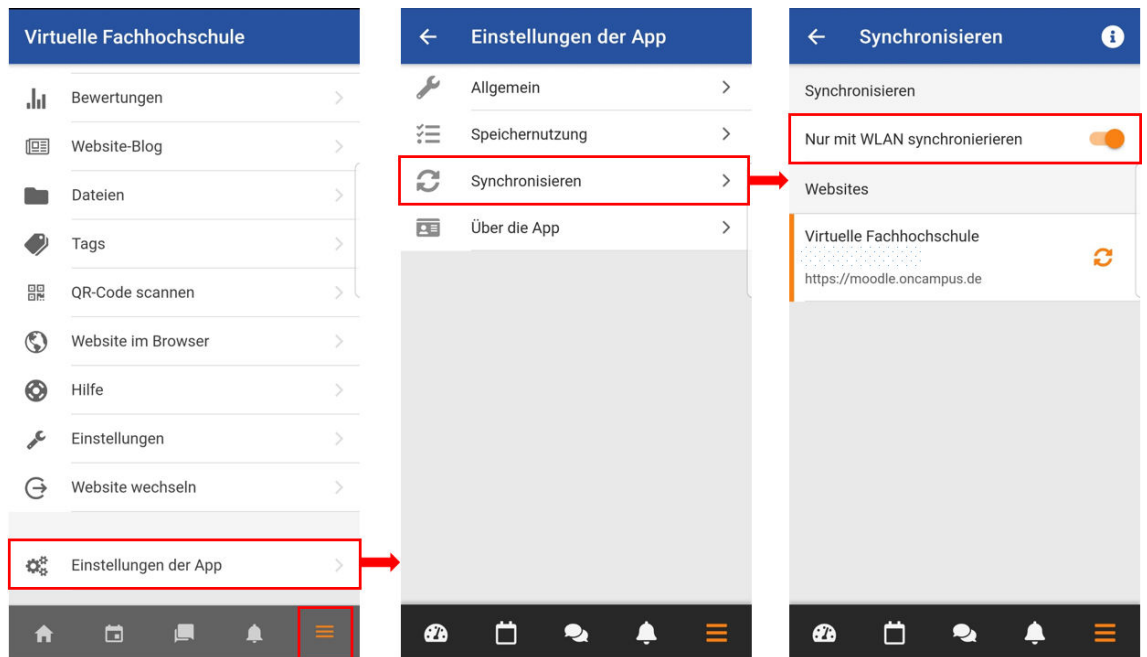 Virtuelle Fachhochschule
Bewertungen
Website-Blog
Dateien
Tags
QR-Code scannen
Website im Browser
Hilfe
Einstellungen
Website wechseln
Einstellungen der App
Einstellungen der App
Allgemein
Speichernutzung
Synchronisieren
Über die App
Synchronisieren
Synchronisieren
Nur mit WLAN synchronierieren
Websites
Virtuelle Fachhochschule
https://moodle.oncampus.de